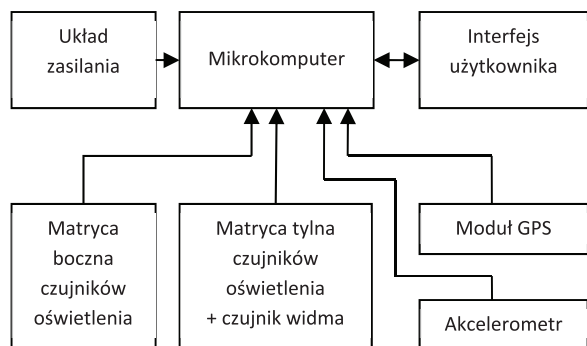 Układ
zasilania
Mikrokomputer
Interfejs
użytkownika
Matryca
boczna
czujników
oświetlenia
Matryca tylna
czujników
oświetlenia
+ czujnik widma
Moduł GPS
Akcelerometr